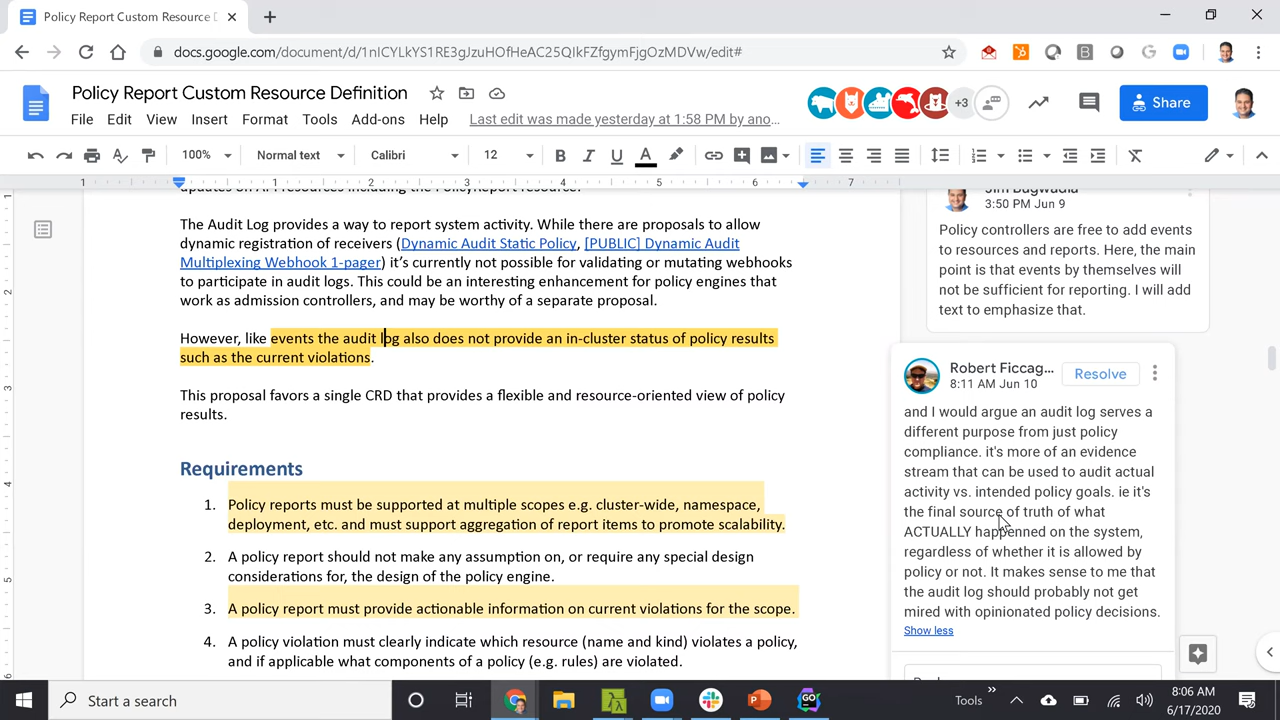 Policy Report Custom Resource D
docs.google.com/document/d/1nICYLkYS1RE3gJzuHOfHeAC25QIkFZfgymFjgOzMDVw/edit#
Policy Report Custom Resource Definition
File Edit View Insert Format Tools Add-ons Help Last edit was made yesterday at 1:58 PM by ano...
+3
Share
100% Normal text Calibri 12 B I U A
1 1 2 3 4 5 6 7
updates on API resources including the PolicyReport resource.
The Audit Log provides a way to report system activity. While there are proposals to allow
dynamic registration of receivers (Dynamic Audit Static Policy, [PUBLIC] Dynamic Audit
Multiplexing Webhook 1-pager) it's currently not possible for validating or mutating webhooks
to participate in audit logs. This could be an interesting enhancement for policy engines that
work as admission controllers, and may be worthy of a separate proposal.
However, like events the audit log also does not provide an in-cluster status of policy results
such as the current violations.
This proposal favors a single CRD that provides a flexible and resource-oriented view of policy
results.
Requirements
1. Policy reports must be supported at multiple scopes e.g. cluster-wide, namespace,
deployment, etc. and must support aggregation of report items to promote scalability.
2. A policy report should not make any assumption on, or require any special design
considerations for, the design of the policy engine.
3. A policy report must provide actionable information on current violations for the scope.
4. A policy violation must clearly indicate which resource (name and kind) violates a policy,
and if applicable what components of a policy (e.g. rules) are violated.
Jim Bugwadia
3:50 PM Jun 9
Policy controllers are free to add events
to resources and reports. Here, the main
point is that events by themselves will
not be sufficient for reporting. I will add
text to emphasize that.
Robert Ficcag...
8:11 AM Jun 10
Resolve
and I would argue an audit log serves a
different purpose from just policy
compliance. it's more of an evidence
stream that can be used to audit actual
activity vs. intended policy goals. ie it's
the final source of truth of what
ACTUALLY happenned on the system,
regardless of whether it is allowed by
policy or not. It makes sense to me that
the audit log should probably not get
mired with opinionated policy decisions.
Show less
Start a search
Tools
8:06 AM
6/17/2020